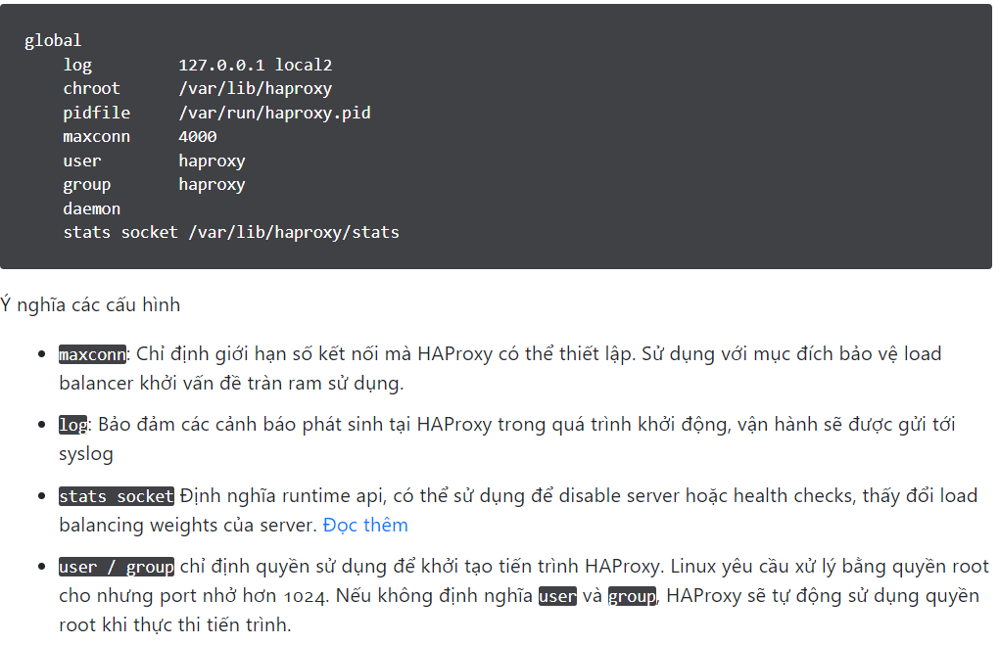 global
log 127.0.0.1 local2
chroot /var/lib/haproxy
pidfile /var/run/haproxy.pid
maxconn 4000
user haproxy
group haproxy
daemon
stats socket /var/lib/haproxy/stats
Ý nghĩa các cấu hình
maxconn: Chỉ định giới hạn số kết nối mà HAProxy có thể thiết lập. Sử dụng với mục đích bảo vệ load
balancer khởi vấn đề tràn ram sử dụng.
log: Bảo đảm các cảnh báo phát sinh tại HAProxy trong quá trình khởi động, vận hành sẽ được gửi tới
syslog
stats socket Định nghĩa runtime api, có thể sử dụng để disable server hoặc health checks, thấy đổi load
balancing weights của server. Đọc thêm
user / group chỉ định quyền sử dụng để khởi tạo tiến trình HAProxy. Linux yêu cầu xử lý bằng quyền root
cho nhưng port nhở hơn 1024. Nếu không định nghĩa user và group, HAProxy sẽ tự động sử dụng quyền
root khi thực thi tiến trình.